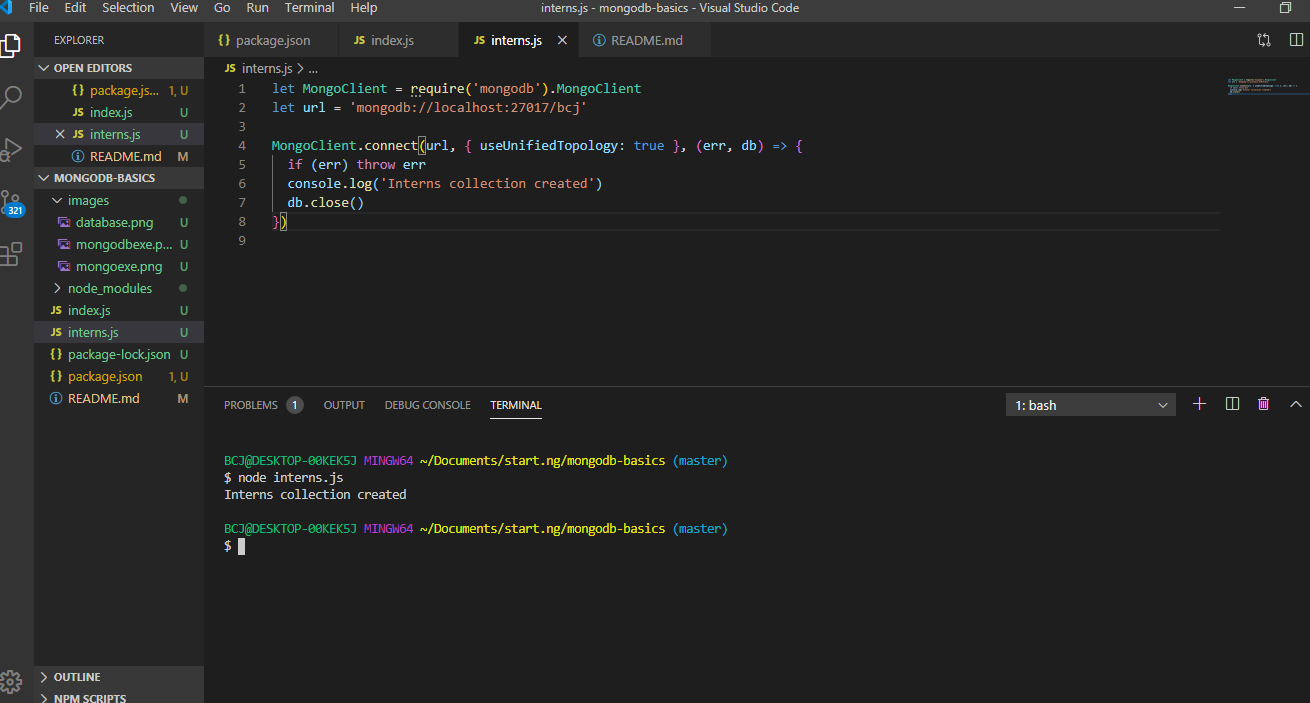 File Edit Selection View Go Run Terminal Help interns.js - mongodb-basics - Visual Studio Code
EXPLORER
OPEN EDITORS
{} package.js... 1, U
JS index.js U
JS interns.js U
README.md M
MONGODB-BASICS
images
database.png U
mongodbexe.p... U
mongoexe.png U
node_modules
JS index.js U
JS interns.js U
{} package-lock.json U
{} package.json 1, U
README.md M
OUTLINE
NPM SCRIPTS
321
{} package.json JS index.js JS interns.js README.md
JS interns.js > ...
1 let MongoClient = require('mongodb').MongoClient
2 let url = 'mongodb://localhost:27017/bcj'
3
4 MongoClient.connect(url, { useUnifiedTopology: true }, (err, db) => {
5 if (err) throw err
6 console.log('Interns collection created')
7 db.close()
8 })
9
PROBLEMS 1 OUTPUT DEBUG CONSOLE TERMINAL 1: bash
BCJ@DESKTOP-00KEK5J MINGW64 ~/Documents/start.ng/mongodb-basics (master)
$ node interns.js
Interns collection created
BCJ@DESKTOP-00KEK5J MINGW64 ~/Documents/start.ng/mongodb-basics (master)
$